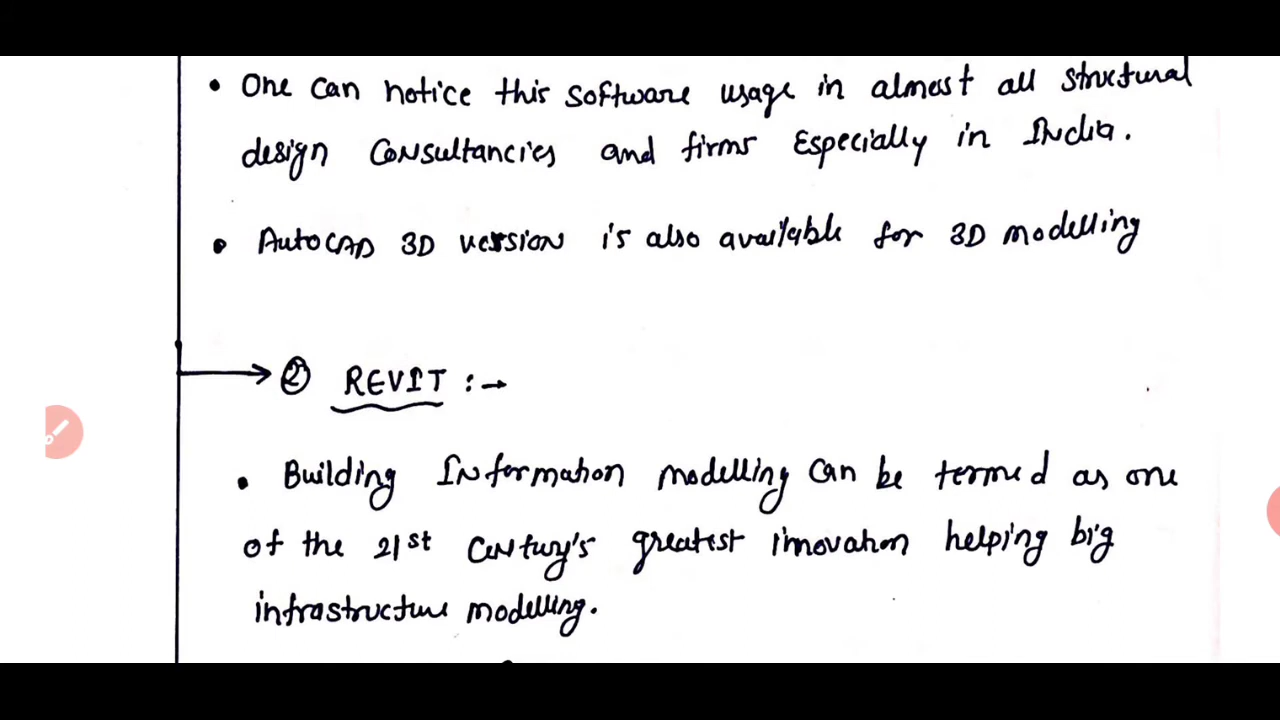 • One can notice this software usage in almost all structural
design consultancies and firms Especially in India.
• AutoCAD 3D version is also available for 3D modelling
② REVIT :→
• Building Information modelling can be termed as one
of the 21st century's greatest innovation helping big
infrastructure modelling.